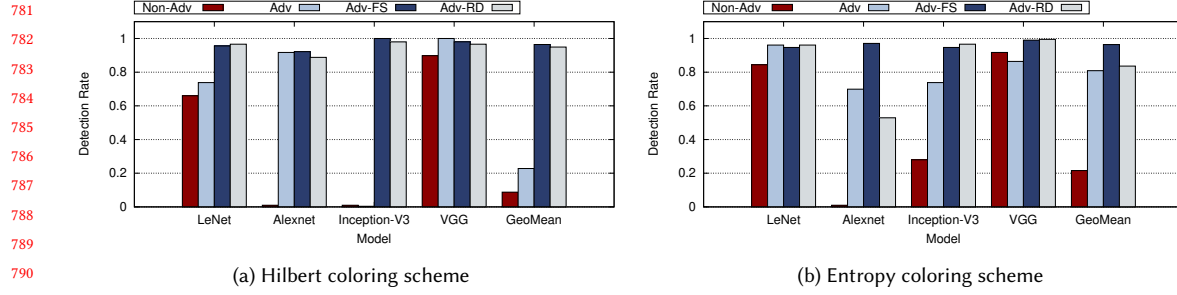 781
782
783
784
785
786
787
788
789
790
Non-Adv Adv Adv-FS Adv-RD
1
0.8
0.6
0.4
0.2
0
Detection Rate
LeNet Alexnet Inception-V3 VGG GeoMean
Model
(a) Hilbert coloring scheme
Non-Adv Adv Adv-FS Adv-RD
1
0.8
0.6
0.4
0.2
0
Detection Rate
LeNet Alexnet Inception-V3 VGG GeoMean
Model
(b) Entropy coloring scheme